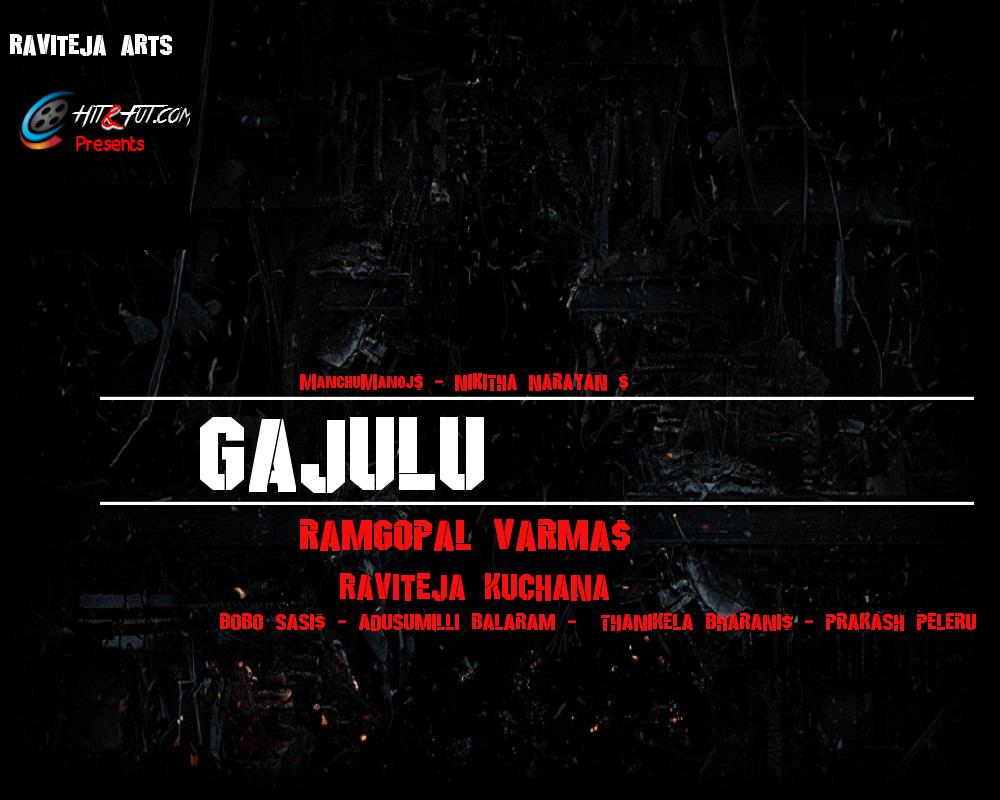 RAVITEJA ARTS
HIT&FUT.COM
Presents
MANCHUMANOJ$ - NIKITHA NARAYAN $
GAJULU
RAMGOPAL VARMA$
RAVITEJA KUCHANA
BOBO SASI$ - ADUSUMILLI BALARAM - THANIKELA BHARANI$ - PRAKASH PELERU